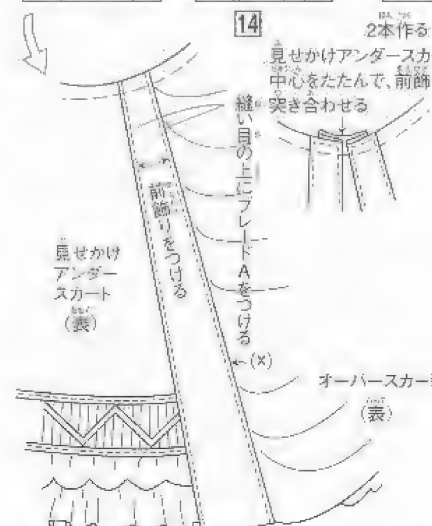 14
2本作る
見せかけアンダースカ
中心をたたんで、前飾
突き合わせる
縫い目の上にブレードAをつける
前飾りをつける
見せかけ
アンダー
スカート
(表)
(×)
オーバースカー
(表)